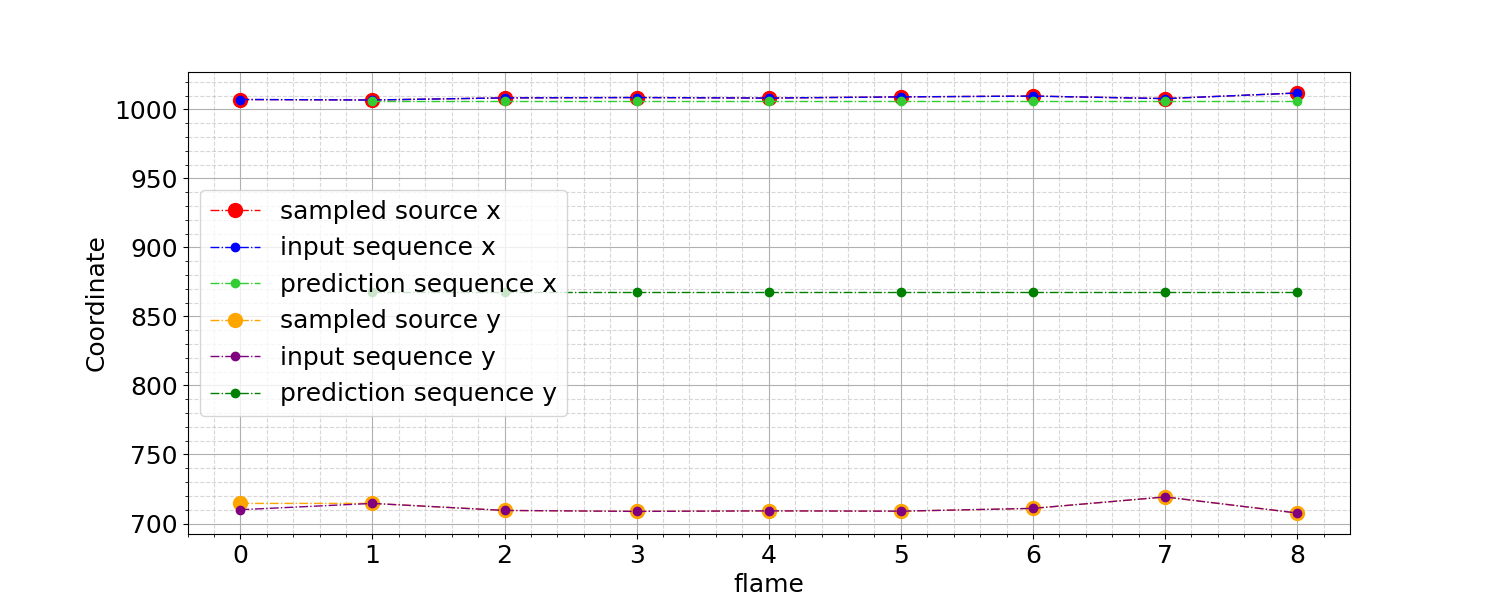 1000
950
900
850
800
750
700
Coordinate
sampled source x
input sequence x
prediction sequence x
sampled source y
input sequence y
prediction sequence y
0 1 2 3 4 5 6 7 8
flame